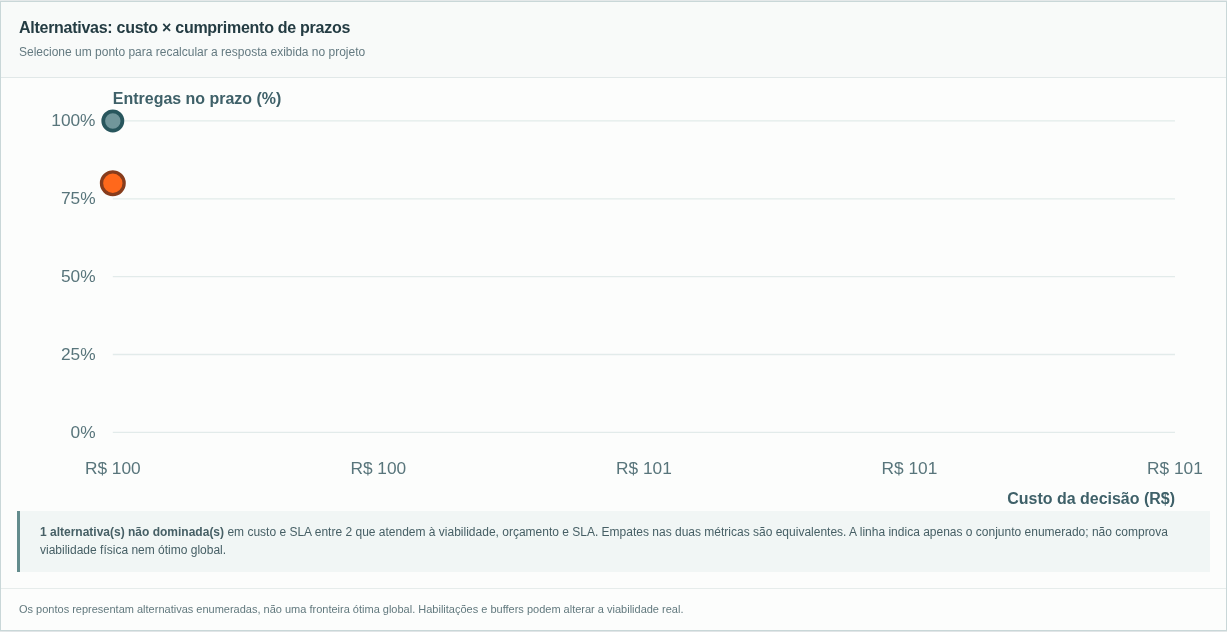 Alternativas: custo × cumprimento de prazos
Selecione um ponto para recalcular a resposta exibida no projeto
Entregas no prazo (%)
100%
75%
50%
25%
0%
R$ 100
R$ 100
R$ 101
R$ 101
R$ 101
Custo da decisão (R$)
1 alternativa(s) não dominada(s) em custo e SLA entre 2 que atendem à viabilidade, orçamento e SLA. Empates nas duas métricas são equivalentes. A linha indica apenas o conjunto enumerado; não comprova
viabilidade física nem ótimo global.
Os pontos representam alternativas enumeradas, não uma fronteira ótima global. Habilitações e buffers podem alterar a viabilidade real.